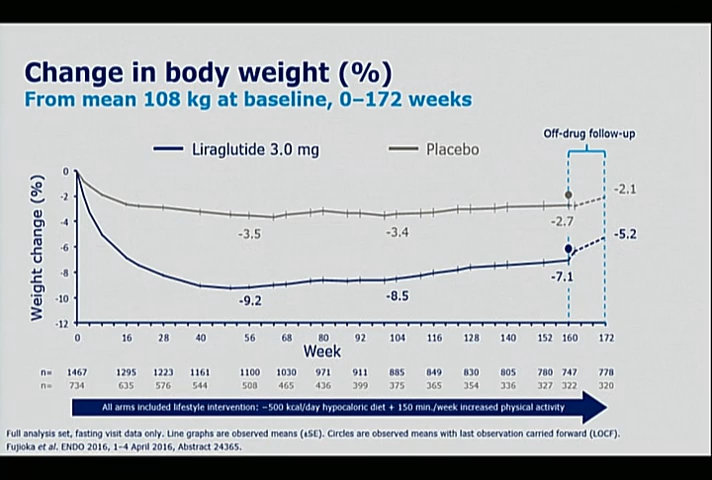 Change in body weight (%)
From mean 108 kg at baseline, 0–172 weeks
Off-drug follow-up
Liraglutide 3.0 mg
Placebo
Weight change (%)
0
-2
-4
-6
-8
-10
-12
-3.5
-3.4
-2.7
-2.1
-9.2
-8.5
-7.1
-5.2
0 16 28 40 56 68 80 92 104 116 128 140 152 160 172
Week
n= 1467 1295 1223 1161 1100 1030 971 911 885 849 830 805 780 747 778
n= 734 635 576 544 508 465 436 399 375 365 354 336 327 322 320
All arms included lifestyle intervention: −500 kcal/day hypocaloric diet + 150 min./week increased physical activity
Full analysis set, fasting visit data only. Line graphs are observed means (±SE). Circles are observed means with last observation carried forward (LOCF).
Fujioka et al. ENDO 2016, 1–4 April 2016, Abstract 24365.